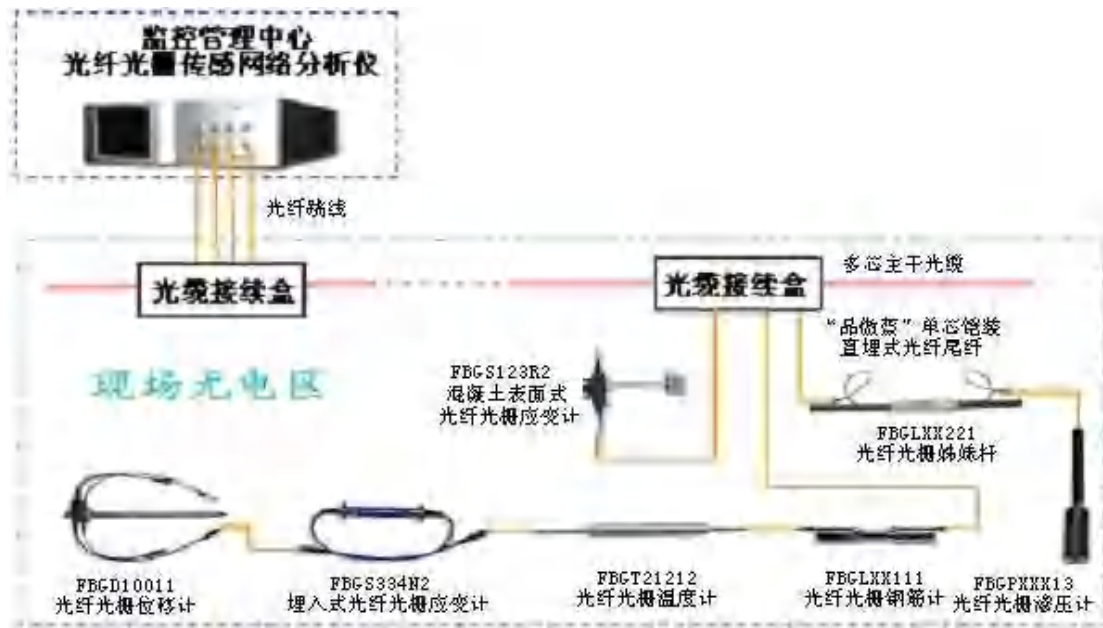 监控管理中心
光纤光栅传感网络分析仪
光纤跳线
光缆接续盒
光缆接续盒
多芯主干光缆
“品傲蒸”单芯铠装
直埋式光纤尾纤
现场无电区
FBGS123R2
混凝土表面式
光纤光栅应变计
FBGLXX221
光纤光栅姊妹杆
FBGD10011
光纤光栅位移计
FBGS334N2
埋入式光纤光栅应变计
FBGT21212
光纤光栅温度计
FBGLXX111
光纤光栅钢筋计
FBGPXXX13
光纤光栅渗压计